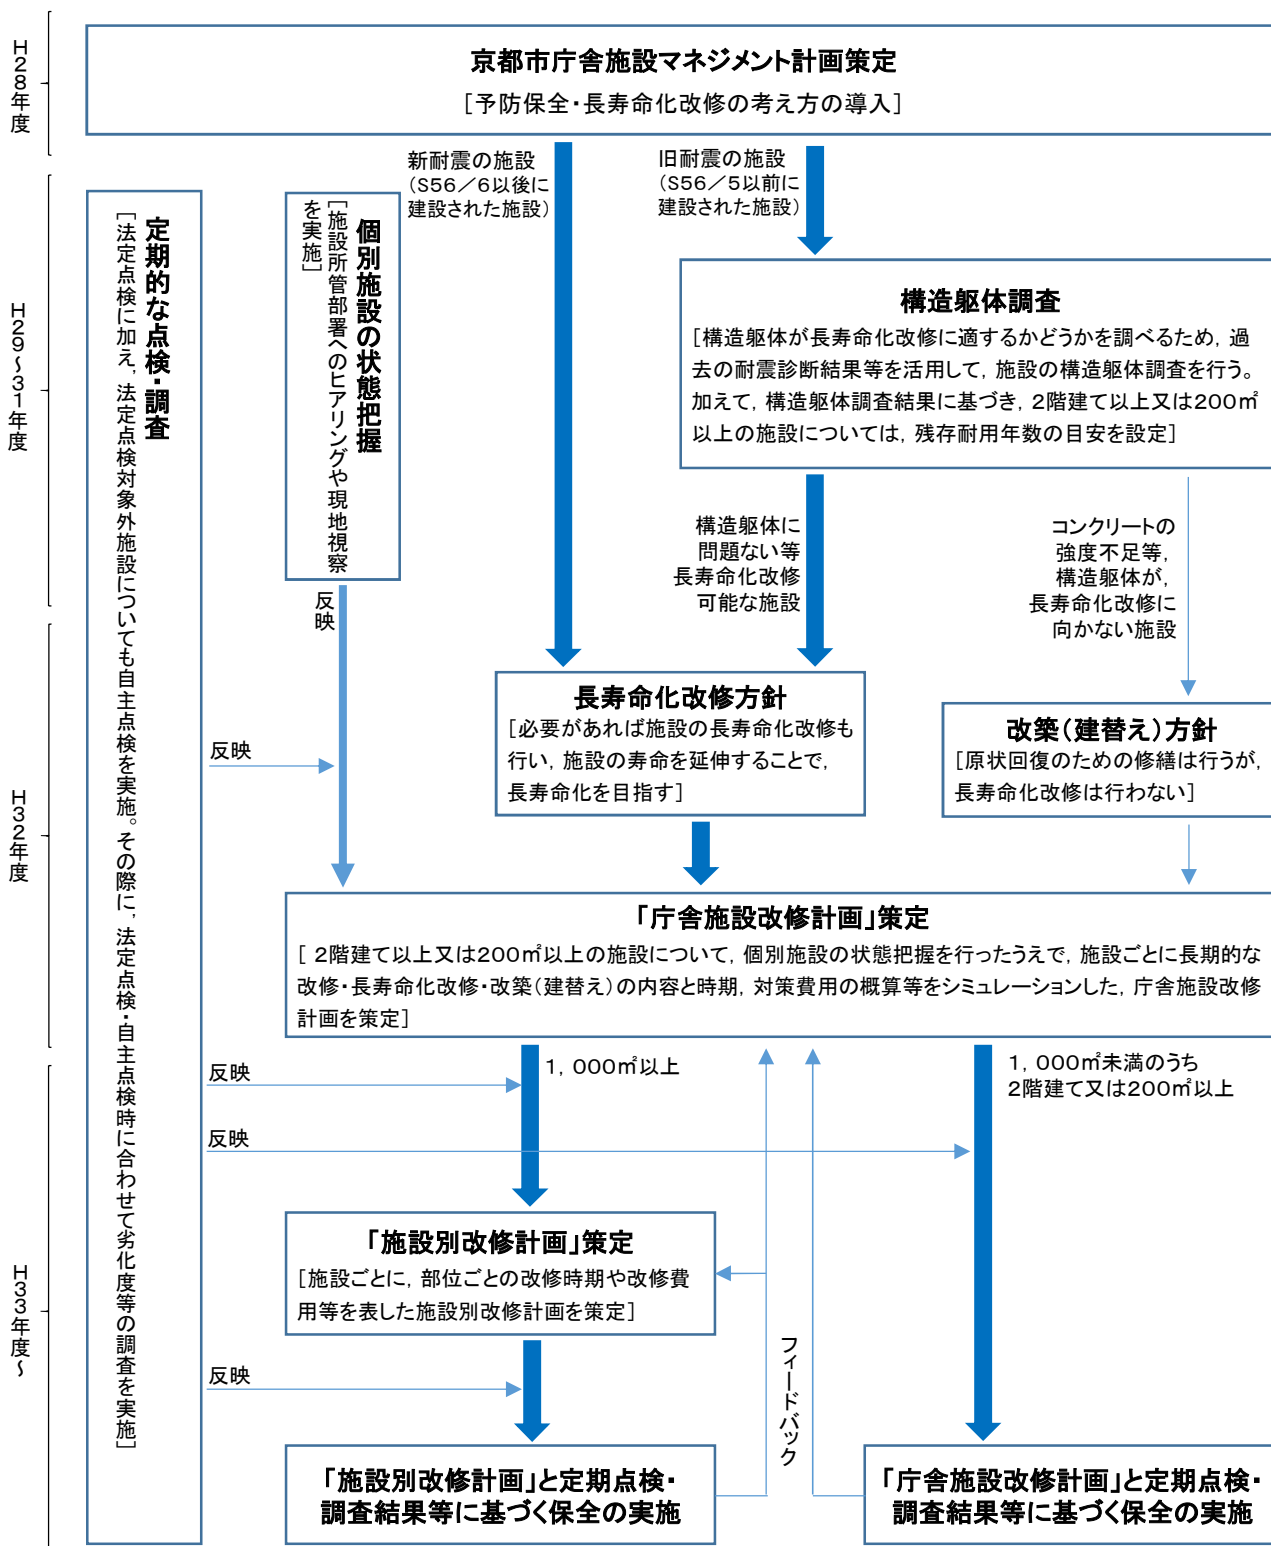 H28年度
京都市庁舎施設マネジメント計画策定
［予防保全・長寿命化改修の考え方の導入］
新耐震の施設
（S56／6以後に
建設された施設）
旧耐震の施設
（S56／5以前に
建設された施設）
H29～31年度
定期的な点検・調査
［法定点検に加え，法定点検対象外施設についても自主点検を実施。その際に，法定点検・自主点検時に合わせて劣化度等の調査を実施］
個別施設の状態把握
［施設所管部署へのヒアリングや現地視察
を実施］
反映
構造躯体調査
［構造躯体が長寿命化改修に適するかどうかを調べるため，過
去の耐震診断結果等を活用して，施設の構造躯体調査を行う。
加えて，構造躯体調査結果に基づき，2階建て以上又は200㎡
以上の施設については，残存耐用年数の目安を設定］
構造躯体に
問題ない等
長寿命化改修
可能な施設
コンクリートの
強度不足等，
構造躯体が，
長寿命化改修に
向かない施設
H32年度
反映
長寿命化改修方針
［必要があれば施設の長寿命化改修も
行い，施設の寿命を延伸することで，
長寿命化を目指す］
改築（建替え）方針
［原状回復のための修繕は行うが，
長寿命化改修は行わない］
「庁舎施設改修計画」策定
［ 2階建て以上又は200㎡以上の施設について，個別施設の状態把握を行ったうえで，施設ごとに長期的な
改修・長寿命化改修・改築（建替え）の内容と時期，対策費用の概算等をシミュレーションした，庁舎施設改修
計画を策定］
H33年度～
反映
1，000㎡以上
1，000㎡未満のうち
2階建て又は200㎡以上
反映
「施設別改修計画」策定
［施設ごとに，部位ごとの改修時期や改修費
用等を表した施設別改修計画を策定］
反映
フィードバック
「施設別改修計画」と定期点検・
調査結果等に基づく保全の実施
「庁舎施設改修計画」と定期点検・
調査結果等に基づく保全の実施